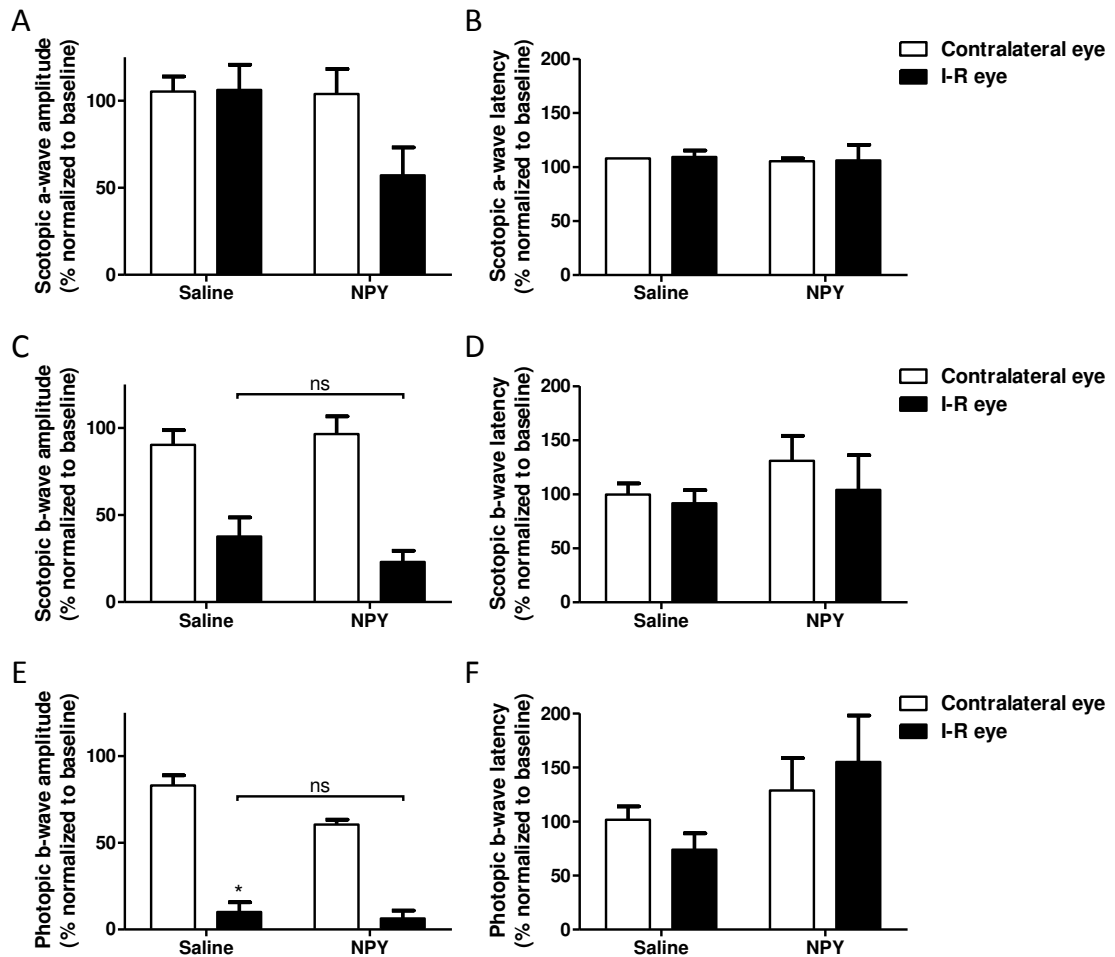 A
Scotopic a-wave amplitude
(% normalized to baseline)
100
50
0
Saline
NPY
B
Scotopic a-wave latency
(% normalized to baseline)
200
150
100
50
0
Saline
NPY
Contralateral eye
I-R eye
C
Scotopic b-wave amplitude
(% normalized to baseline)
100
50
0
ns
Saline
NPY
D
Scotopic b-wave latency
(% normalized to baseline)
200
150
100
50
0
Saline
NPY
Contralateral eye
I-R eye
E
Photopic b-wave amplitude
(% normalized to baseline)
100
50
0
ns
*
Saline
NPY
F
Photopic b-wave latency
(% normalized to baseline)
200
150
100
50
0
Saline
NPY
Contralateral eye
I-R eye